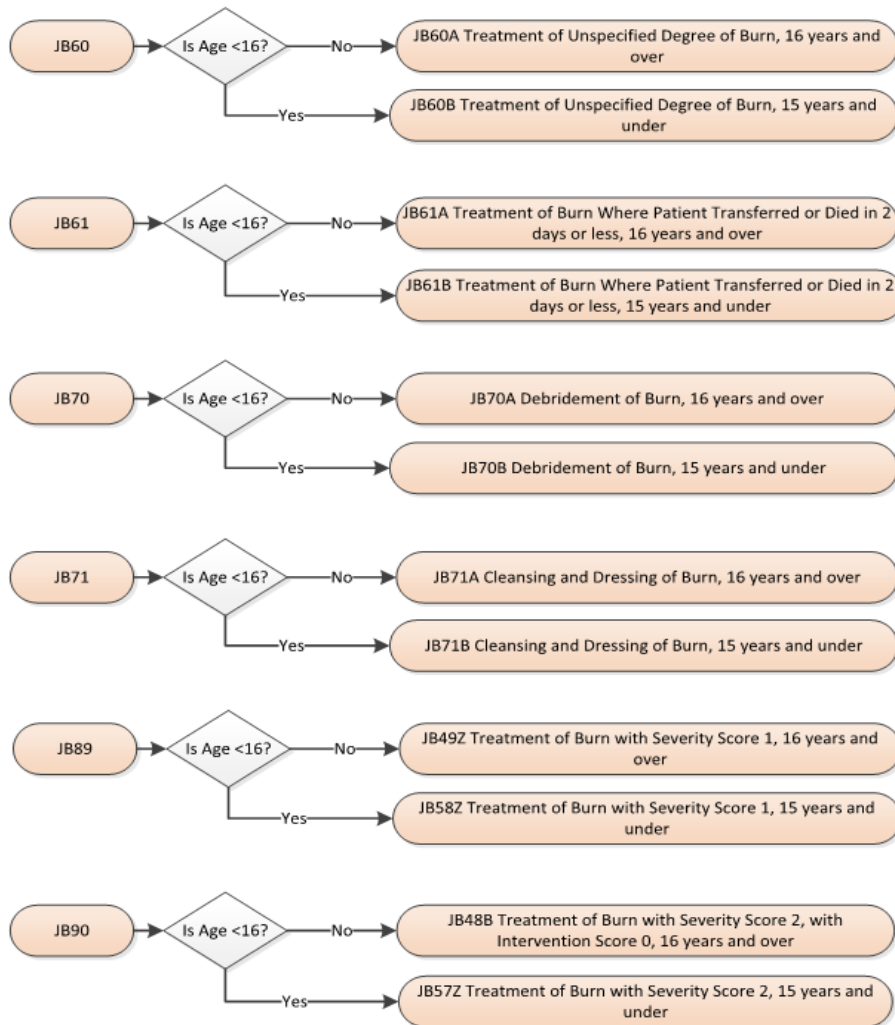 JB60
Is Age <16?
No
JB60A Treatment of Unspecified Degree of Burn, 16 years and
over
Yes
JB60B Treatment of Unspecified Degree of Burn, 15 years and
under
JB61
Is Age <16?
No
JB61A Treatment of Burn Where Patient Transferred or Died in 2
days or less, 16 years and over
Yes
JB61B Treatment of Burn Where Patient Transferred or Died in 2
days or less, 15 years and under
JB70
Is Age <16?
No
JB70A Debridement of Burn, 16 years and over
Yes
JB70B Debridement of Burn, 15 years and under
JB71
Is Age <16?
No
JB71A Cleansing and Dressing of Burn, 16 years and over
Yes
JB71B Cleansing and Dressing of Burn, 15 years and under
JB89
Is Age <16?
No
JB49Z Treatment of Burn with Severity Score 1, 16 years and
over
Yes
JB58Z Treatment of Burn with Severity Score 1, 15 years and
under
JB90
Is Age <16?
No
JB48B Treatment of Burn with Severity Score 2, with
Intervention Score 0, 16 years and over
Yes
JB57Z Treatment of Burn with Severity Score 2, 15 years and
under